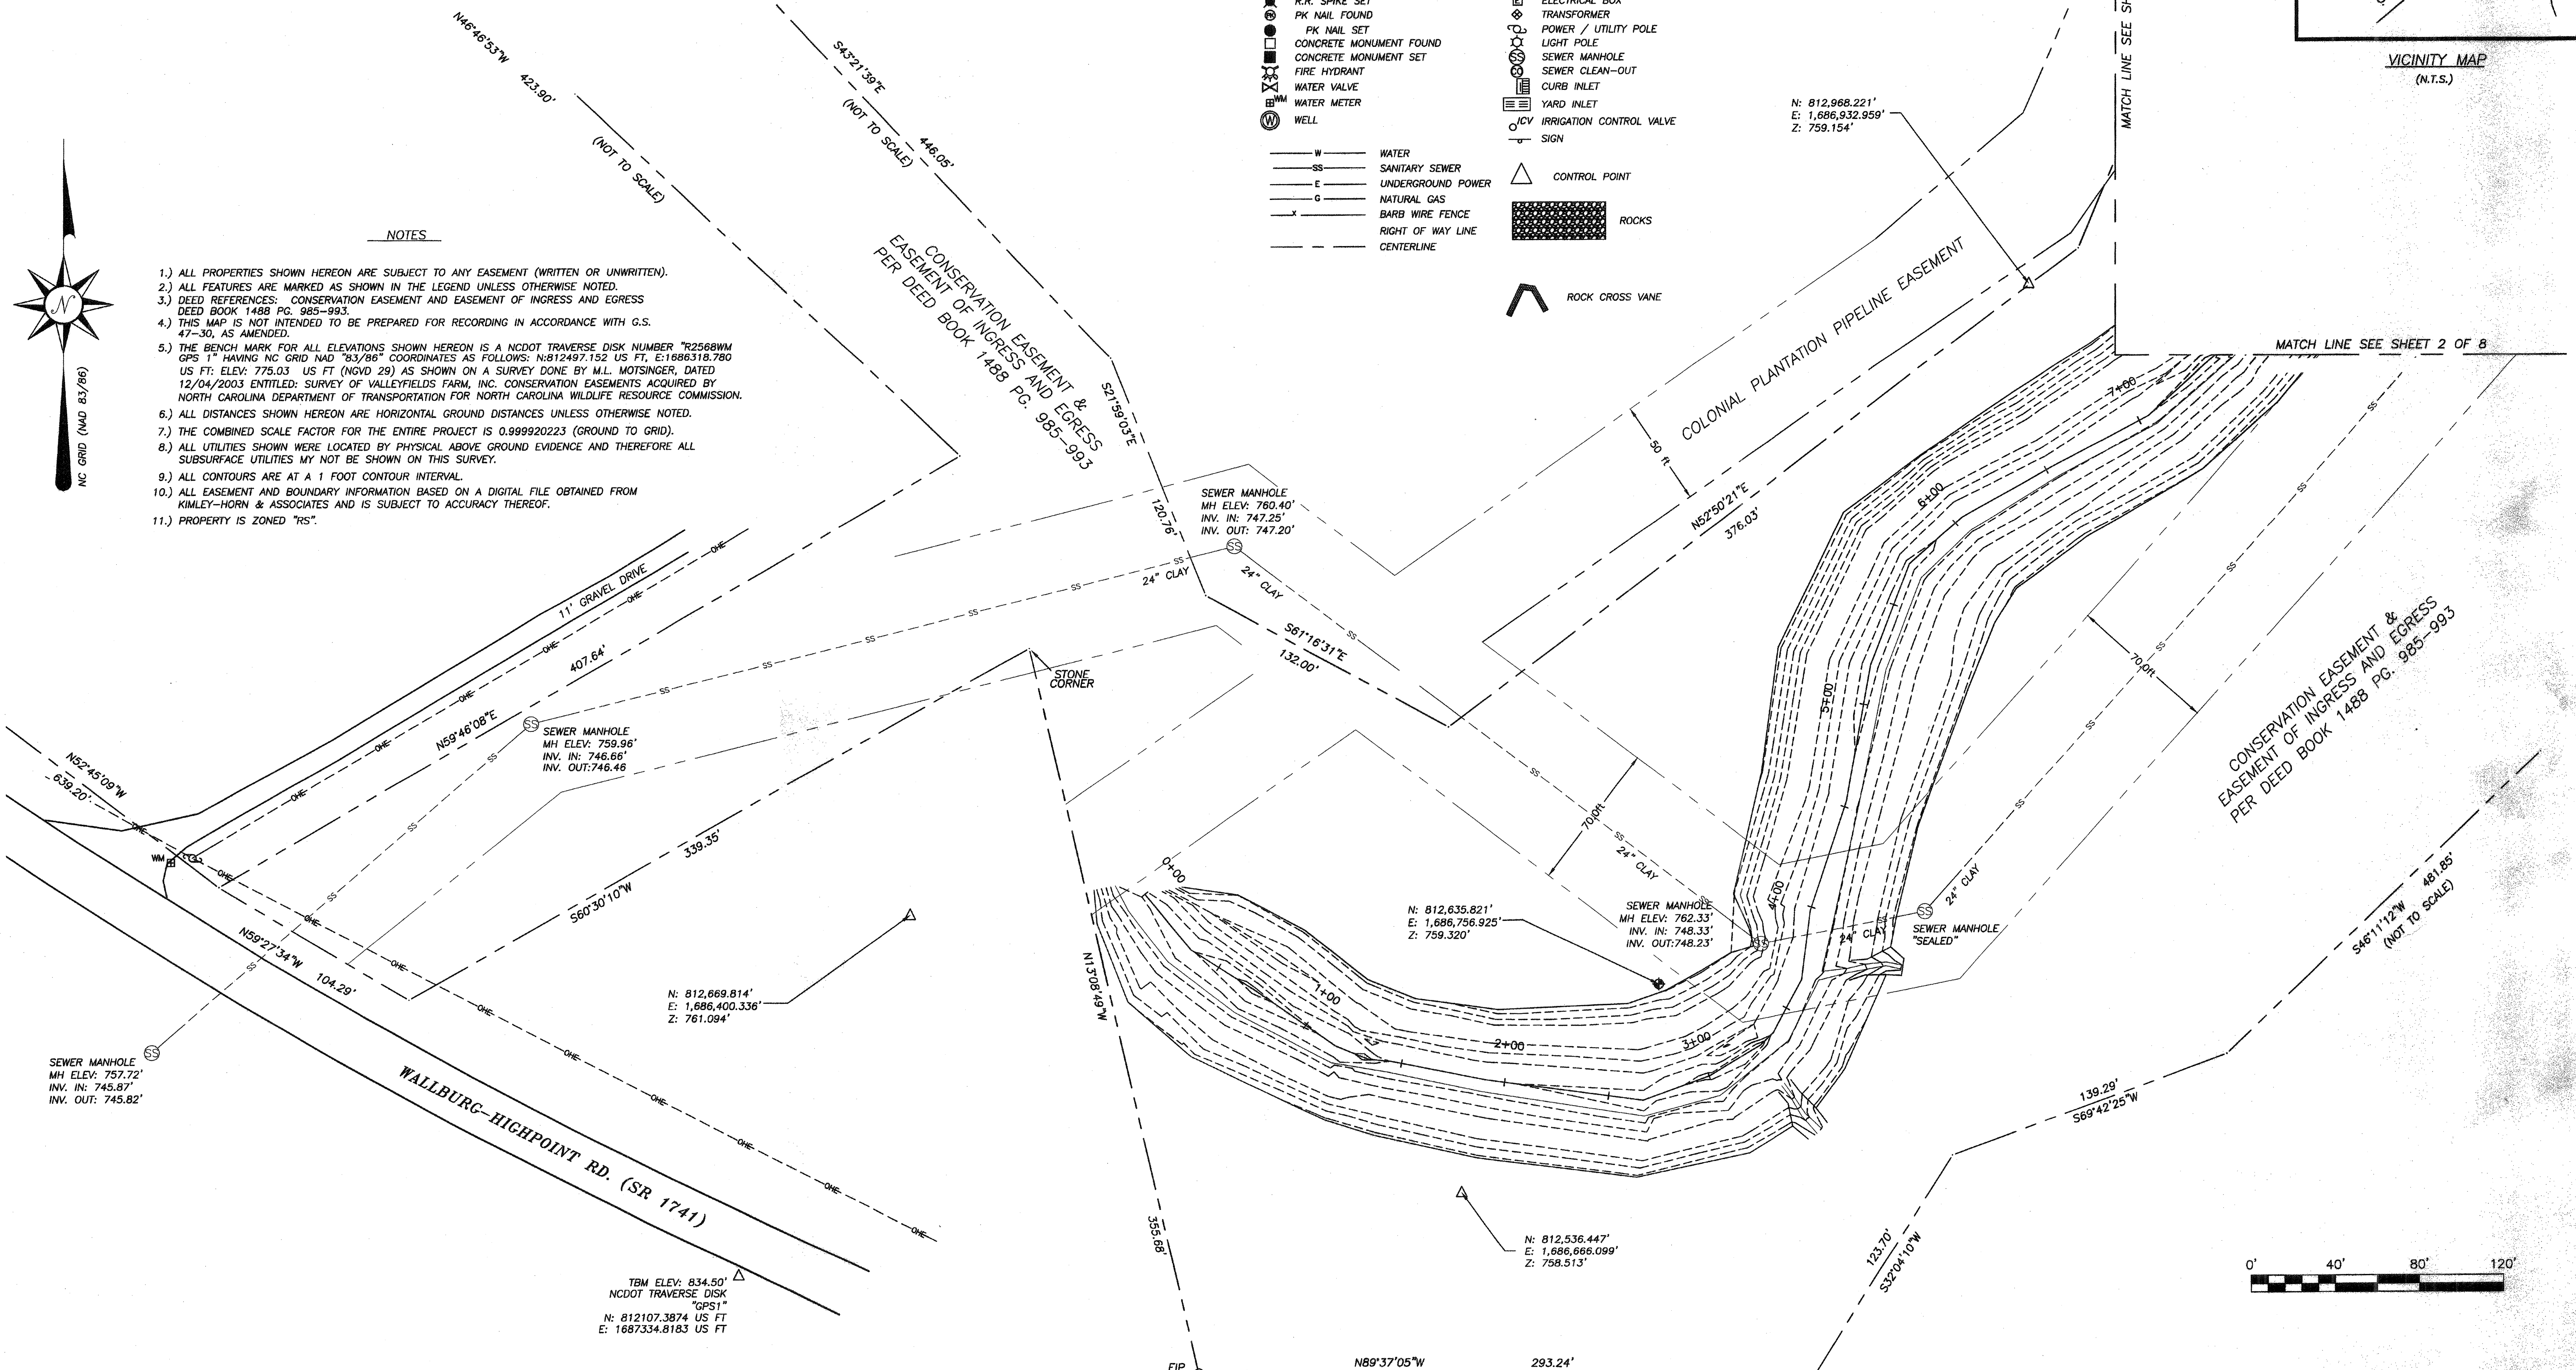 R.R. SPIKE SET
PK NAIL FOUND
PK NAIL SET
CONCRETE MONUMENT FOUND
CONCRETE MONUMENT SET
FIRE HYDRANT
WATER VALVE
WM WATER METER
W WELL
E ELECTRICAL BOX
TRANSFORMER
POWER / UTILITY POLE
LIGHT POLE
SS SEWER MANHOLE
CO SEWER CLEAN-OUT
CURB INLET
YARD INLET
ICV IRRIGATION CONTROL VALVE
SIGN
W WATER
SS SANITARY SEWER
E UNDERGROUND POWER
G NATURAL GAS
X BARB WIRE FENCE
RIGHT OF WAY LINE
CENTERLINE
CONTROL POINT
ROCKS
ROCK CROSS VANE
VICINITY MAP
(N.T.S.)
MATCH LINE SEE SH
MATCH LINE SEE SHEET 2 OF 8
N
NC GRID (NAD 83/86)
NOTES
1.) ALL PROPERTIES SHOWN HEREON ARE SUBJECT TO ANY EASEMENT (WRITTEN OR UNWRITTEN).
2.) ALL FEATURES ARE MARKED AS SHOWN IN THE LEGEND UNLESS OTHERWISE NOTED.
3.) DEED REFERENCES: CONSERVATION EASEMENT AND EASEMENT OF INGRESS AND EGRESS
DEED BOOK 1488 PG. 985-993.
4.) THIS MAP IS NOT INTENDED TO BE PREPARED FOR RECORDING IN ACCORDANCE WITH G.S.
47-30, AS AMENDED.
5.) THE BENCH MARK FOR ALL ELEVATIONS SHOWN HEREON IS A NCDOT TRAVERSE DISK NUMBER "R2568WM
GPS 1" HAVING NC GRID NAD "83/86" COORDINATES AS FOLLOWS: N:812497.152 US FT, E:1686318.780
US FT: ELEV: 775.03 US FT (NGVD 29) AS SHOWN ON A SURVEY DONE BY M.L. MOTSINGER, DATED
12/04/2003 ENTITLED: SURVEY OF VALLEYFIELDS FARM, INC. CONSERVATION EASEMENTS ACQUIRED BY
NORTH CAROLINA DEPARTMENT OF TRANSPORTATION FOR NORTH CAROLINA WILDLIFE RESOURCE COMMISSION.
6.) ALL DISTANCES SHOWN HEREON ARE HORIZONTAL GROUND DISTANCES UNLESS OTHERWISE NOTED.
7.) THE COMBINED SCALE FACTOR FOR THE ENTIRE PROJECT IS 0.999920223 (GROUND TO GRID).
8.) ALL UTILITIES SHOWN WERE LOCATED BY PHYSICAL ABOVE GROUND EVIDENCE AND THEREFORE ALL
SUBSURFACE UTILITIES MY NOT BE SHOWN ON THIS SURVEY.
9.) ALL CONTOURS ARE AT A 1 FOOT CONTOUR INTERVAL.
10.) ALL EASEMENT AND BOUNDARY INFORMATION BASED ON A DIGITAL FILE OBTAINED FROM
KIMLEY-HORN & ASSOCIATES AND IS SUBJECT TO ACCURACY THEREOF.
11.) PROPERTY IS ZONED "RS".
N46°46'53"W 423.90'
(NOT TO SCALE)
S43°21'39"E 446.05'
(NOT TO SCALE)
CONSERVATION EASEMENT &
EASEMENT OF INGRESS AND EGRESS
PER DEED BOOK 1488 PG. 985-993
S21°59'03"E 120.76'
N: 812,968.221'
E: 1,686,932.959'
Z: 759.154'
COLONIAL PLANTATION PIPELINE EASEMENT
50 ft
N52°50'21"E
376.03'
SEWER MANHOLE
MH ELEV: 760.40'
INV. IN: 747.25'
INV. OUT: 747.20'
24" CLAY
24" CLAY
S61°16'31"E
132.00'
11' GRAVEL DRIVE
407.64'
N59°46'08"E
STONE
CORNER
SEWER MANHOLE
MH ELEV: 759.96'
INV. IN: 746.66'
INV. OUT:746.46
N52°45'09"W
639.20'
WM
339.35'
S60°30'10"W
N59°27'34"W
104.29'
N: 812,669.814'
E: 1,686,400.336'
Z: 761.094'
SEWER MANHOLE
MH ELEV: 757.72'
INV. IN: 745.87'
INV. OUT: 745.82'
WALLBURG-HIGHPOINT RD. (SR 1741)
TBM ELEV: 834.50'
NCDOT TRAVERSE DISK
"GPS1"
N: 812107.3874 US FT
E: 1687334.8183 US FT
N13°08'49"W
355.68'
EIP
N89°37'05"W 293.24'
0+00
1+00
2+00
3+00
4+00
5+00
6+00
7+00
70.0ft
24" CLAY
N: 812,635.821'
E: 1,686,756.925'
Z: 759.320'
SEWER MANHOLE
MH ELEV: 762.33'
INV. IN: 748.33'
INV. OUT:748.23'
24" CLAY
24" CLAY
SEWER MANHOLE
"SEALED"
70.0ft
CONSERVATION EASEMENT &
EASEMENT OF INGRESS AND EGRESS
PER DEED BOOK 1488 PG. 985-993
S46°11'12"W 481.85'
(NOT TO SCALE)
139.29'
S69°42'25"W
123.70'
S32°04'10"W
N: 812,536.447'
E: 1,686,666.099'
Z: 758.513'
0' 40' 80' 120'